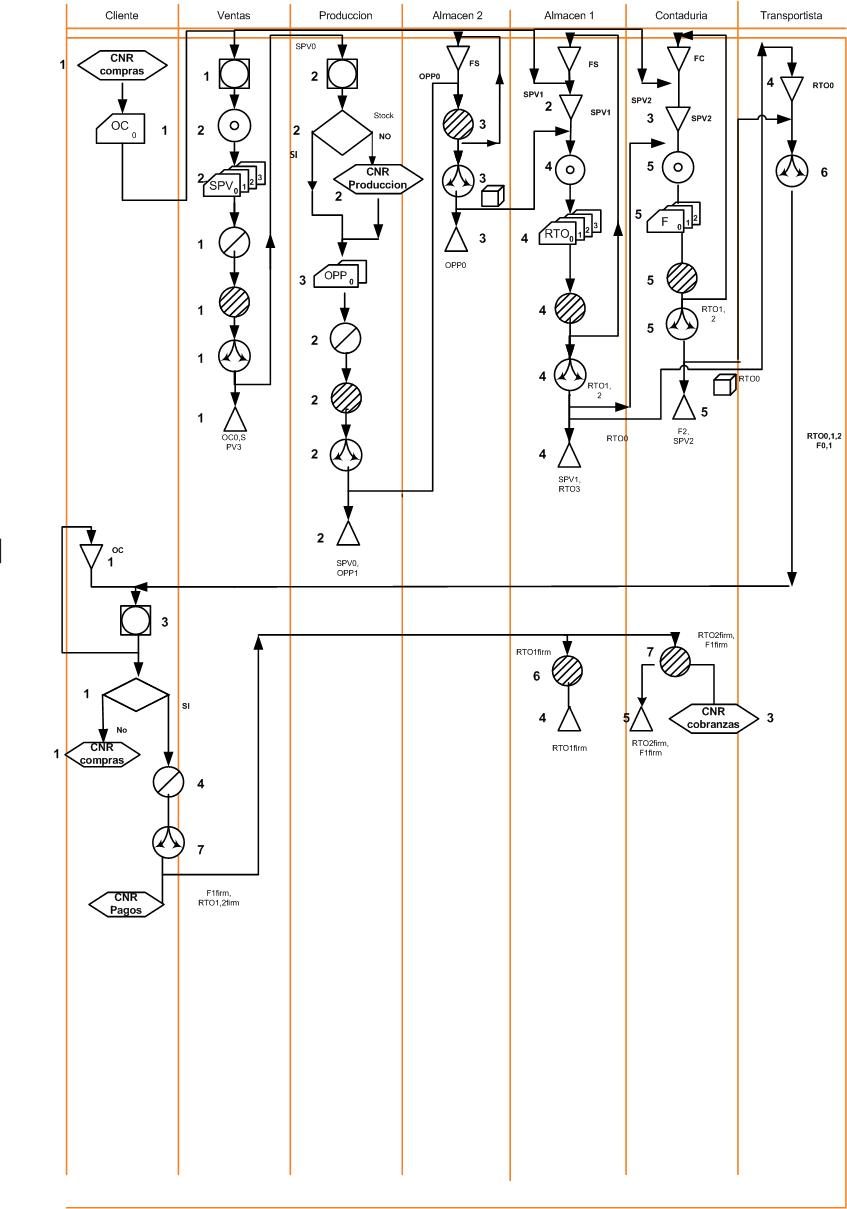 Cliente
Ventas
Produccion
Almacen 2
Almacen 1
Contaduria
Transportista
1
CNR
compras
OC
0
1
1
2
2
SPV
0
1
2
3
1
1
1
1
OC0,S
PV3
SPV0
2
2
Stock
NO
SI
CNR
Produccion
2
3
OPP
0
2
2
2
2
SPV0,
OPP1
FS
OPP0
3
3
3
OPP0
FS
SPV1
2
SPV1
4
4
RTO
0
1
2
3
4
4
RTO1,
2
RTO0
4
SPV1,
RTO3
FC
SPV2
3
SPV2
5
5
F
0
1
2
5
5
RTO1,
2
RTO0
5
F2,
SPV2
4
RTO0
6
RTO0,1,2
F0,1
OC
1
3
1
SI
No
1
CNR
compras
4
7
CNR
Pagos
F1firm,
RTO1,2firm
RTO1firm
6
4
RTO1firm
RTO2firm,
F1firm
7
5
RTO2firm,
F1firm
CNR
cobranzas
3